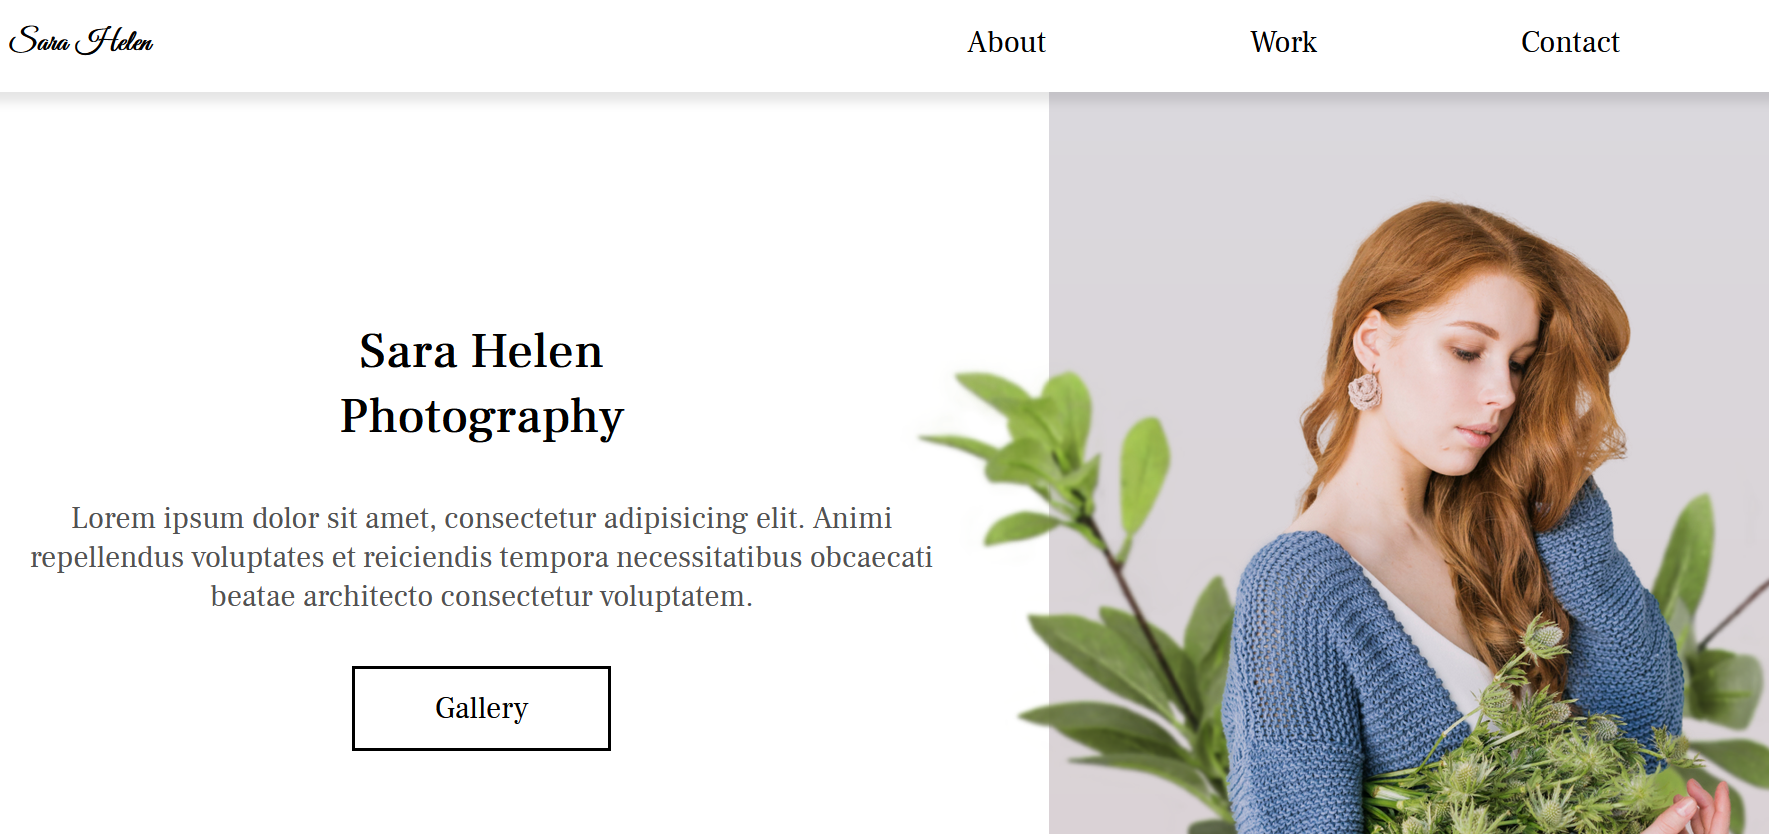 Sara Helen
About
Work
Contact
Sara Helen
Photography
Lorem ipsum dolor sit amet, consectetur adipisicing elit. Animi
repellendus voluptates et reiciendis tempora necessitatibus obcaecati
beatae architecto consectetur voluptatem.
Gallery